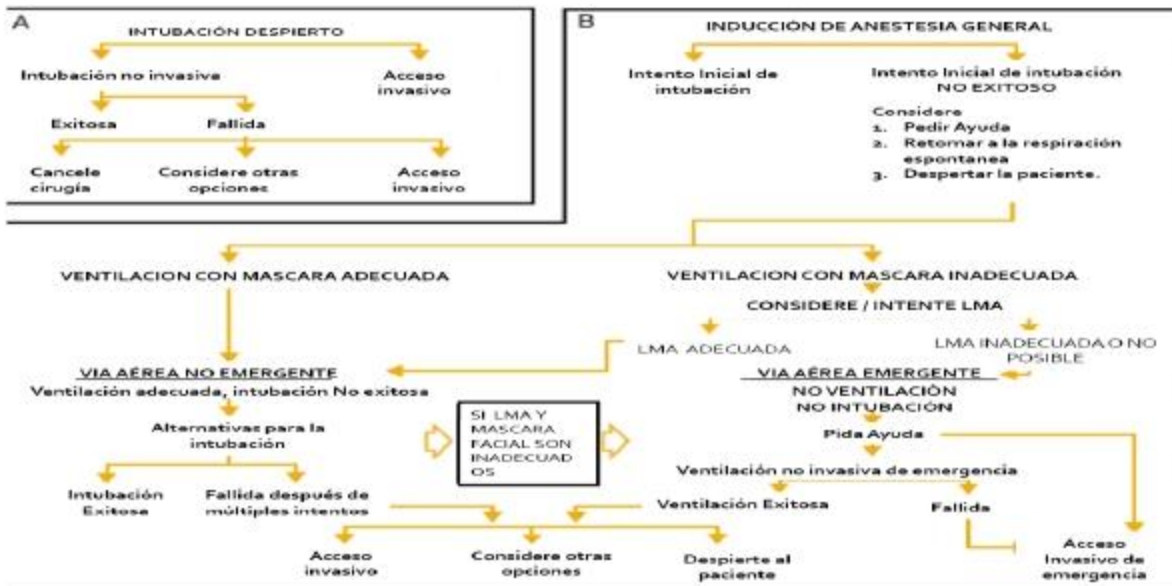 A
INTUBACIÓN DESPIERTO
Intubación no invasiva
Acceso
invasivo
Exitosa
Fallida
Cancele
cirugía
Considere otras
opciones
Acceso
invasivo
B
INDUCCIÓN DE ANESTESIA GENERAL
Intento Inicial de
intubación
Intento Inicial de intubación
NO EXITOSO
Considere
1. Pedir Ayuda
2. Retomar a la respiración
espontanea
3. Despertar la paciente.
VENTILACION CON MASCARA ADECUADA
VENTILACION CON MASCARA INADECUADA
CONSIDERE / INTENTE LMA
LMA ADECUADA
LMA INADECUADA O NO
POSIBLE
VIA AÉREA NO EMERGENTE
Ventilación adecuada, intubación No exitosa
VIA AÉREA EMERGENTE
NO VENTILACIÓN
NO INTUBACIÓN
Alternativas para la
intubación
SI LMA Y
MASCARA
FACIAL SON
INADECUAD
OS
Pida Ayuda
Ventilación no invasiva de emergencia
Intubación
Exitosa
Fallida después de
múltiples intentos
Ventilación Exitosa
Fallida
Acceso
invasivo
Considere otras
opciones
Despierte al
paciente
Acceso
Invasivo de
emergencia